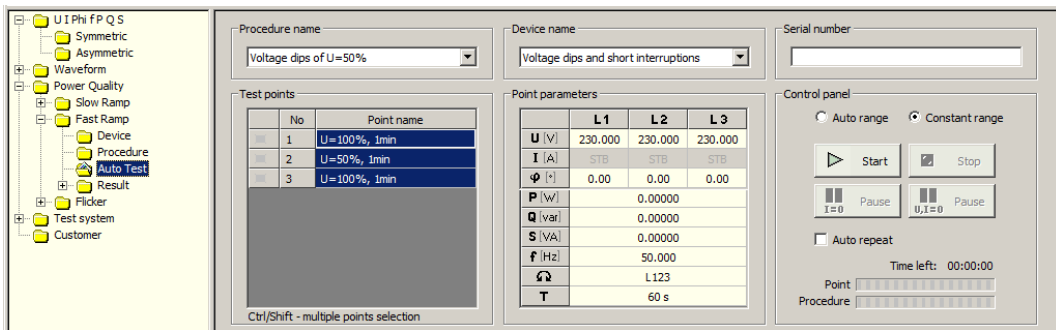 U I Phi f P Q S
Symmetric
Asymmetric
Waveform
Power Quality
Slow Ramp
Fast Ramp
Device
Procedure
Auto Test
Result
Flicker
Test system
Customer
Procedure name
Voltage dips of U=50%
Device name
Voltage dips and short interruptions
Serial number
Test points
No Point name
1 U=100%, 1min
2 U=50%, 1min
3 U=100%, 1min
Ctrl/Shift - multiple points selection
Point parameters
L1 L2 L3
U [V] 230.000 230.000 230.000
I [A] STB STB STB
φ [°] 0.00 0.00 0.00
P [W] 0.00000
Q [var] 0.00000
S [VA] 0.00000
f [Hz] 50.000
L123
T 60 s
Control panel
Auto range Constant range
Start Stop
I=0 Pause U,I=0 Pause
Auto repeat
Time left: 00:00:00
Point
Procedure